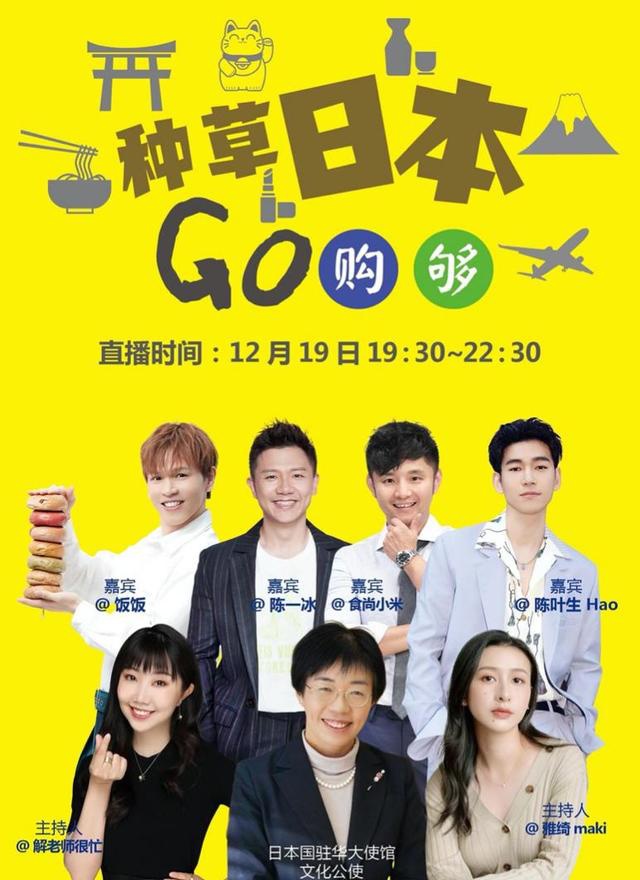 种草日本
GO购够
直播时间：12月19日19:30~22:30
嘉宾
@饭饭
嘉宾
@陈一冰
嘉宾
@食尚小米
嘉宾
@陈叶生 Hao
主持人
@解老师很忙
日本国驻华大使馆
文化公使
主持人
@雅绮 maki